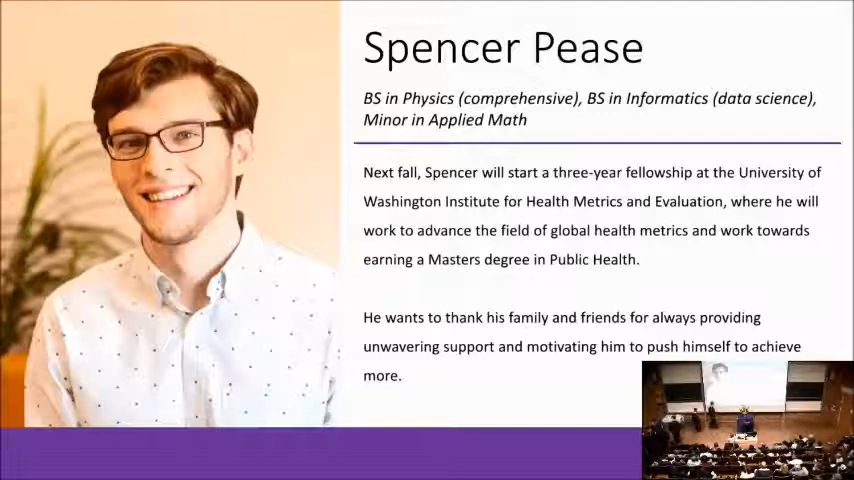 Spencer Pease
BS in Physics (comprehensive), BS in Informatics (data science),
Minor in Applied Math
Next fall, Spencer will start a three-year fellowship at the University of
Washington Institute for Health Metrics and Evaluation, where he will
work to advance the field of global health metrics and work towards
earning a Masters degree in Public Health.
He wants to thank his family and friends for always providing
unwavering support and motivating him to push himself to achieve
more.